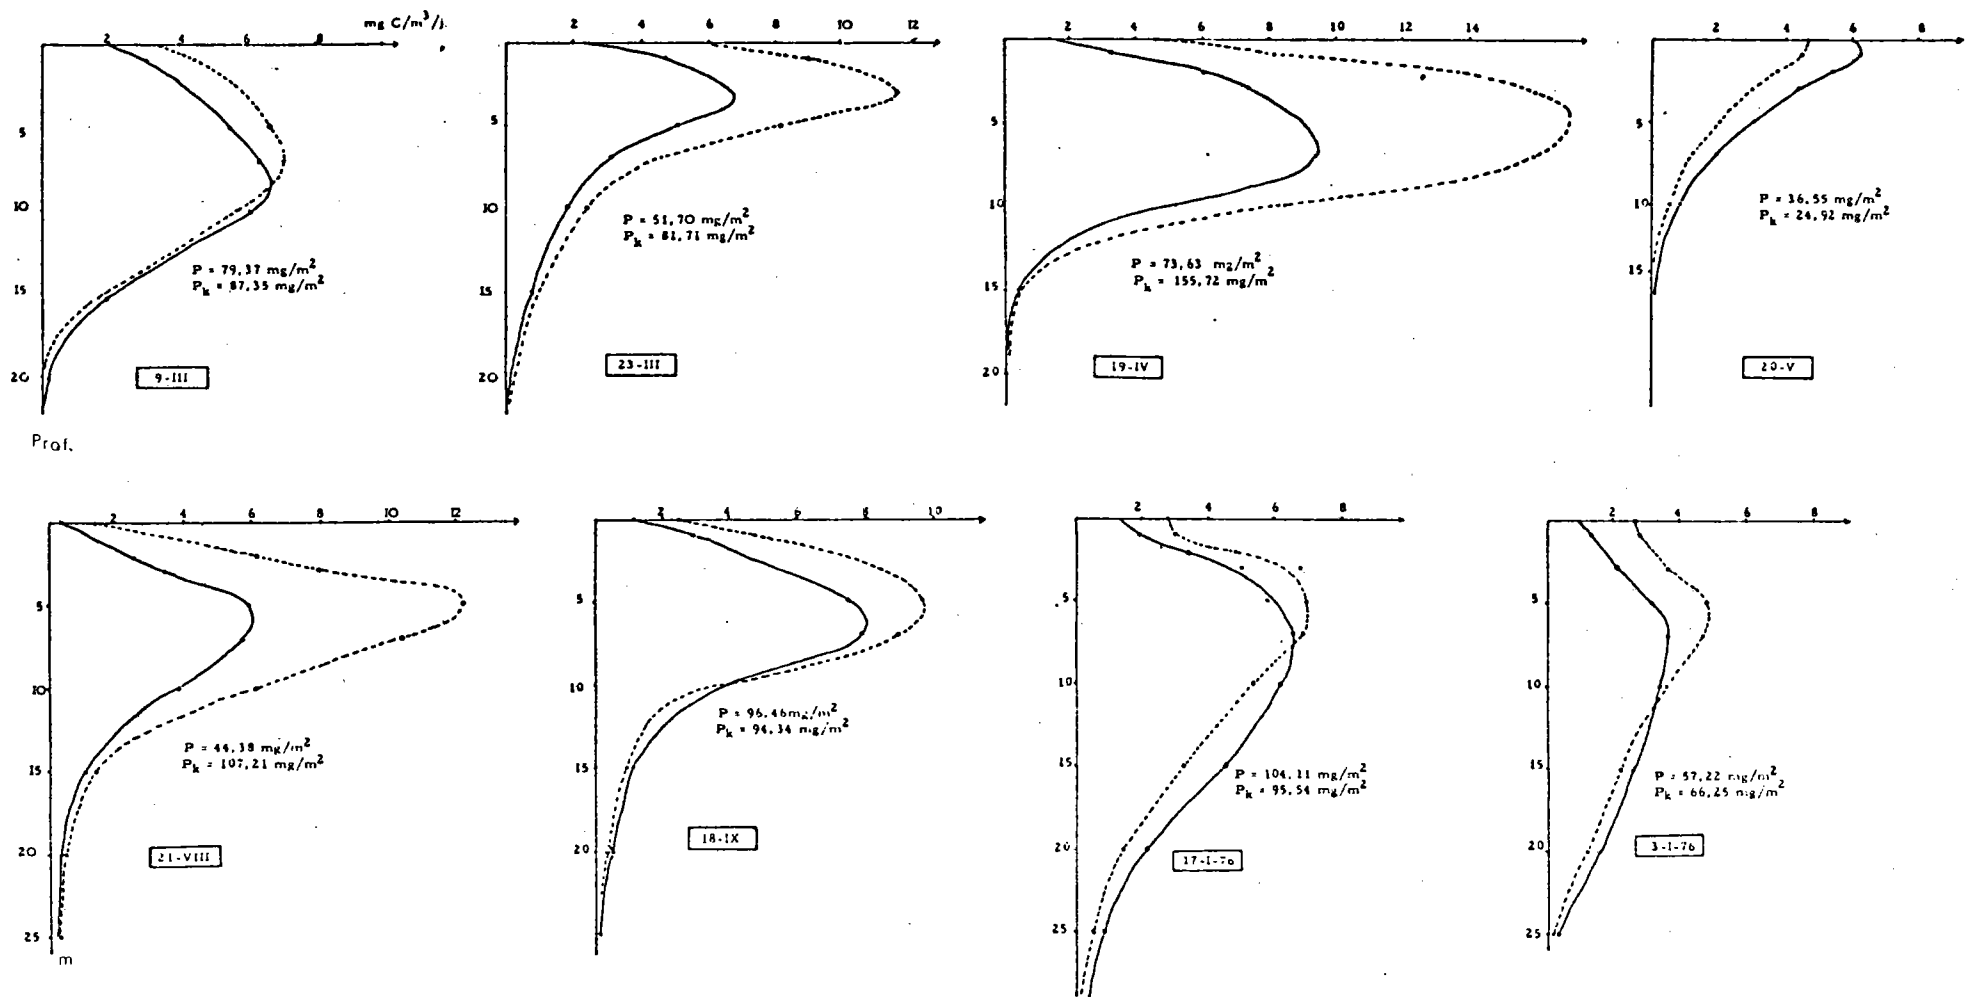 mg C/m³/j.
2 4 6 8
5
10
15
20
P = 79,37 mg/m²
Pk = 87,35 mg/m²
9-III
Prof.
2 4 6 8 10 12
5
10
15
20
P = 51,70 mg/m²
Pk = 81,71 mg/m²
23-III
2 4 6 8 10 12 14
5
10
15
20
P = 73,63 mg/m²
Pk = 155,72 mg/m²
19-IV
2 4 6 8
5
10
15
P = 36,55 mg/m²
Pk = 24,92 mg/m²
20-V
2 4 6 8 10 12
5
10
15
20
25
m
P = 44,38 mg/m²
Pk = 107,21 mg/m²
21-VIII
2 4 6 8 10
5
10
15
20
P = 96,46mg/m²
Pk = 94,34 mg/m²
18-IX
2 4 6 8
5
10
15
20
25
P = 104,11 mg/m²
Pk = 95,54 mg/m²
17-I-76
2 4 6 8
5
10
15
20
25
P = 57,22 mg/m²
Pk = 66,25 mg/m²
3-I-76